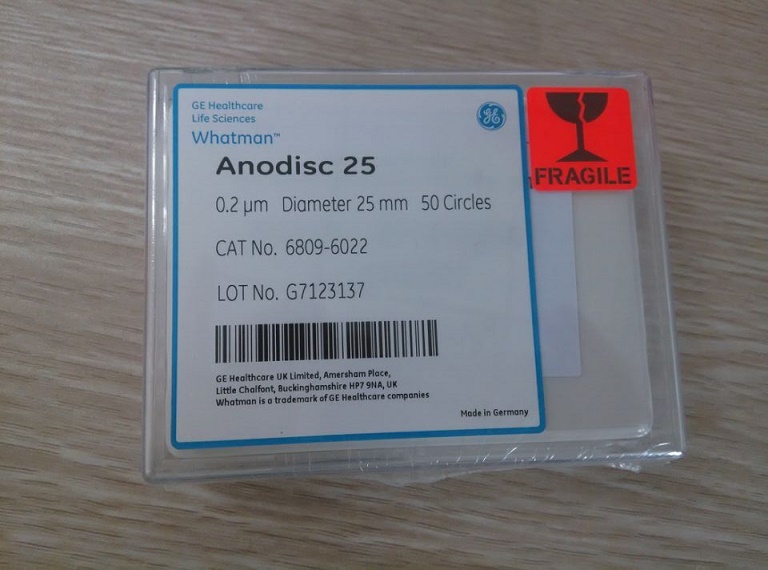 GE Healthcare
Life Sciences
Whatman™
GE
Anodisc 25
0.2 µm Diameter 25 mm 50 Circles
CAT No. 6809-6022
LOT No. G7123137
GE Healthcare UK Limited, Amersham Place,
Little Chalfont, Buckinghamshire HP7 9NA, UK
Whatman is a trademark of GE Healthcare companies
Made in Germany
FRAGILE